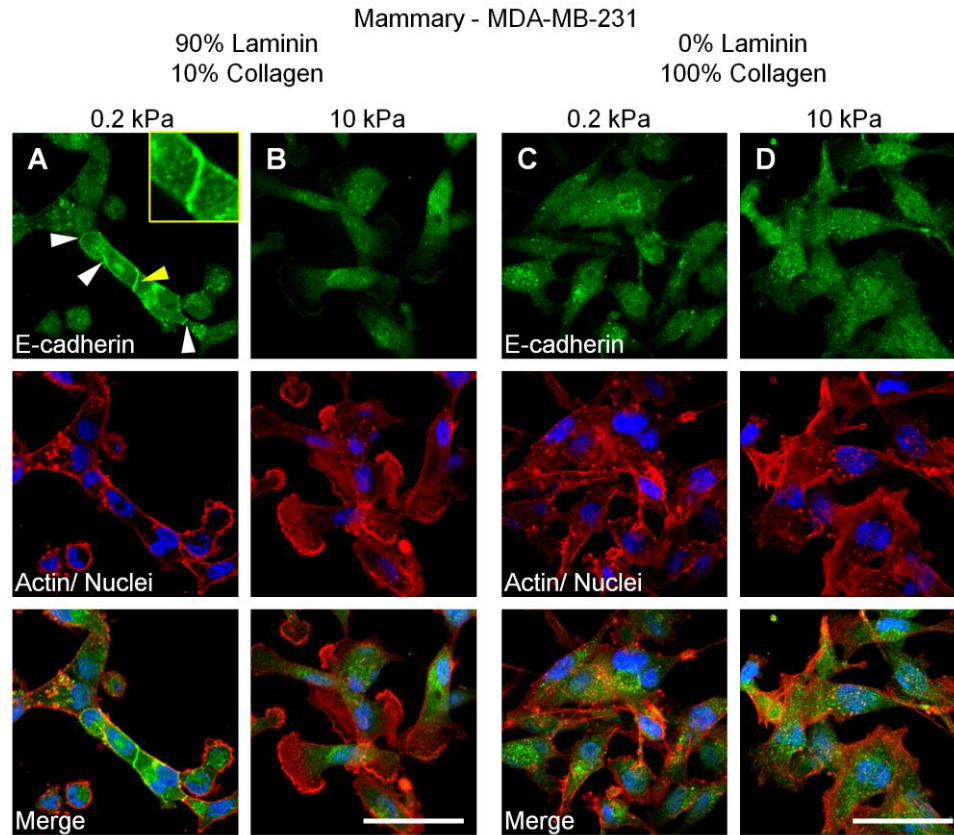 Mammary - MDA-MB-231
90% Laminin
10% Collagen
0% Laminin
100% Collagen
0.2 kPa
10 kPa
0.2 kPa
10 kPa
A
B
C
D
E-cadherin
E-cadherin
Actin/ Nuclei
Actin/ Nuclei
Merge
Merge